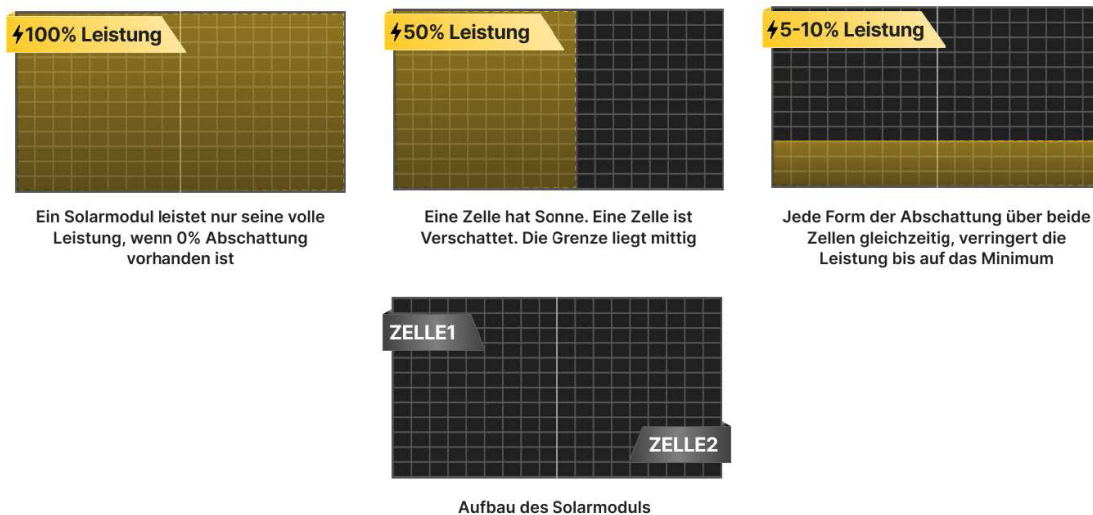 100% Leistung
Ein Solarmodul leistet nur seine volle
Leistung, wenn 0% Abschattung
vorhanden ist
50% Leistung
Eine Zelle hat Sonne. Eine Zelle ist
Verschattet. Die Grenze liegt mittig
5-10% Leistung
Jede Form der Abschattung über beide
Zellen gleichzeitig, verringert die
Leistung bis auf das Minimum
ZELLE1
ZELLE2
Aufbau des Solarmoduls